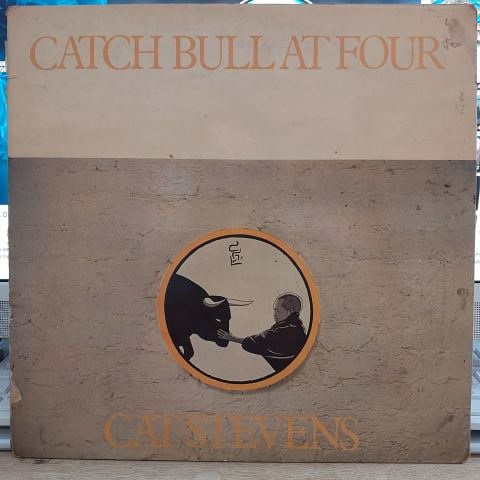 CATCH BULL AT FOUR
CAT STEVENS